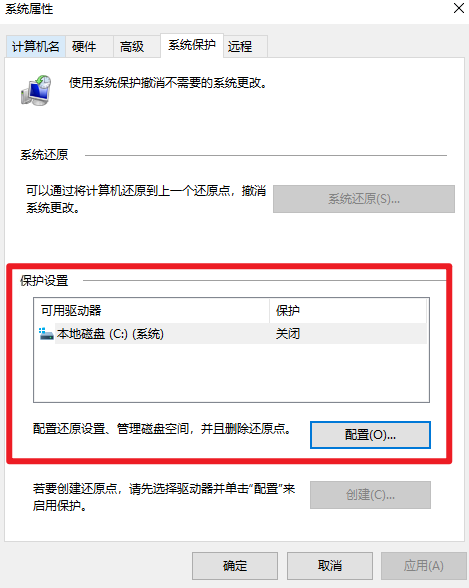 系统属性
计算机名 硬件 高级 系统保护 远程
使用系统保护撤消不需要的系统更改。
系统还原
可以通过将计算机还原到上一个还原点，撤消
系统更改。
系统还原(S)...
保护设置
可用驱动器 保护
本地磁盘 (C:) (系统) 关闭
配置还原设置、管理磁盘空间，并且删除还原点。
配置(O)...
若要创建还原点，请先选择驱动器并单击"配置"来
启用保护。
创建(C)...
确定 取消 应用(A)